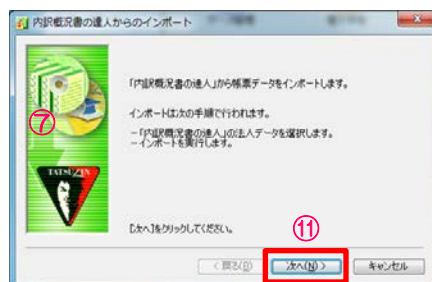 内訳概況書の達人からのインポート
「内訳概況書の達人」から帳票データをインポートします。
⑦
インポートは次の手順で行われます。
-「内訳概況書の達人」の法人データを選択します。
-インポートを実行します。
TATSUZIN
[次へ]をクリックしてください。
⑪
<戻る(B)
次へ(N)>
キャンセル